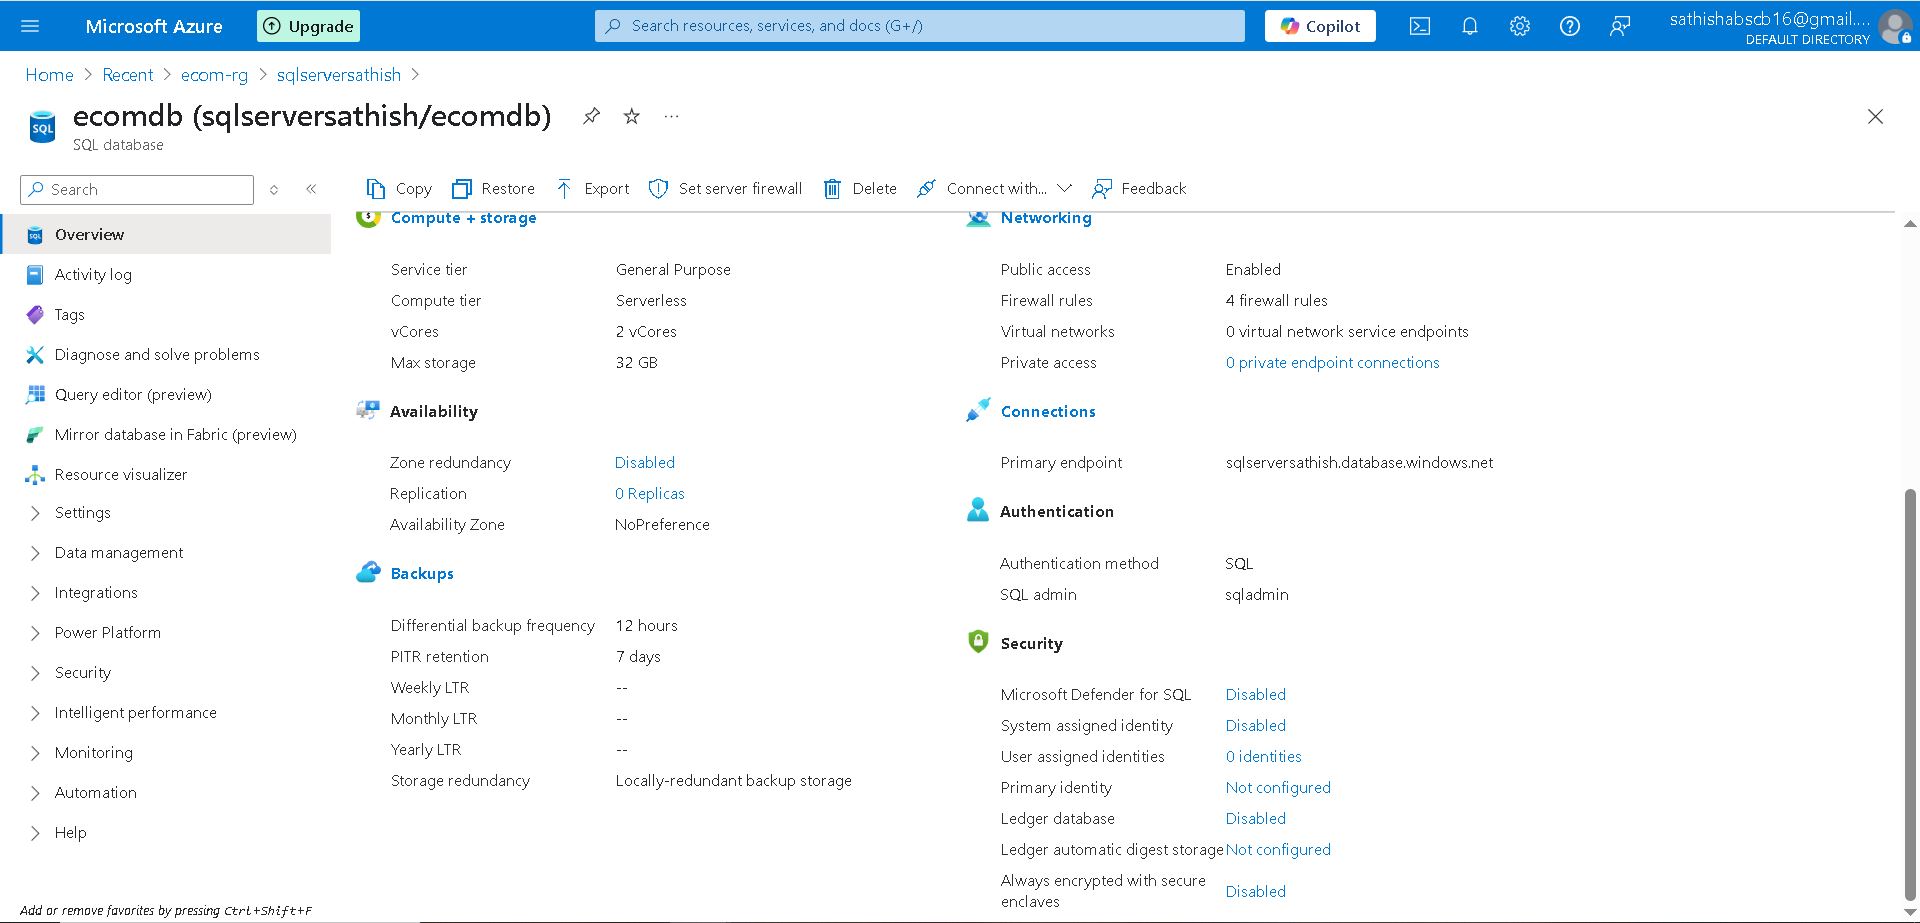 Microsoft Azure
Upgrade
Search resources, services, and docs (G+/)
Copilot
sathishabscb16@gmail....
DEFAULT DIRECTORY
Home > Recent > ecom-rg > sqlserversathish >
ecomdb (sqlserversathish/ecomdb)
SQL database
Search
Copy Restore Export Set server firewall Delete Connect with... Feedback
Overview
Activity log
Tags
Diagnose and solve problems
Query editor (preview)
Mirror database in Fabric (preview)
Resource visualizer
Settings
Data management
Integrations
Power Platform
Security
Intelligent performance
Monitoring
Automation
Help
Add or remove favorites by pressing Ctrl+Shift+F
Compute + storage
Service tier General Purpose
Compute tier Serverless
vCores 2 vCores
Max storage 32 GB
Availability
Zone redundancy Disabled
Replication 0 Replicas
Availability Zone NoPreference
Backups
Differential backup frequency 12 hours
PITR retention 7 days
Weekly LTR --
Monthly LTR --
Yearly LTR --
Storage redundancy Locally-redundant backup storage
Networking
Public access Enabled
Firewall rules 4 firewall rules
Virtual networks 0 virtual network service endpoints
Private access 0 private endpoint connections
Connections
Primary endpoint sqlserversathish.database.windows.net
Authentication
Authentication method SQL
SQL admin sqladmin
Security
Microsoft Defender for SQL Disabled
System assigned identity Disabled
User assigned identities 0 identities
Primary identity Not configured
Ledger database Disabled
Ledger automatic digest storage Not configured
Always encrypted with secure
enclaves Disabled